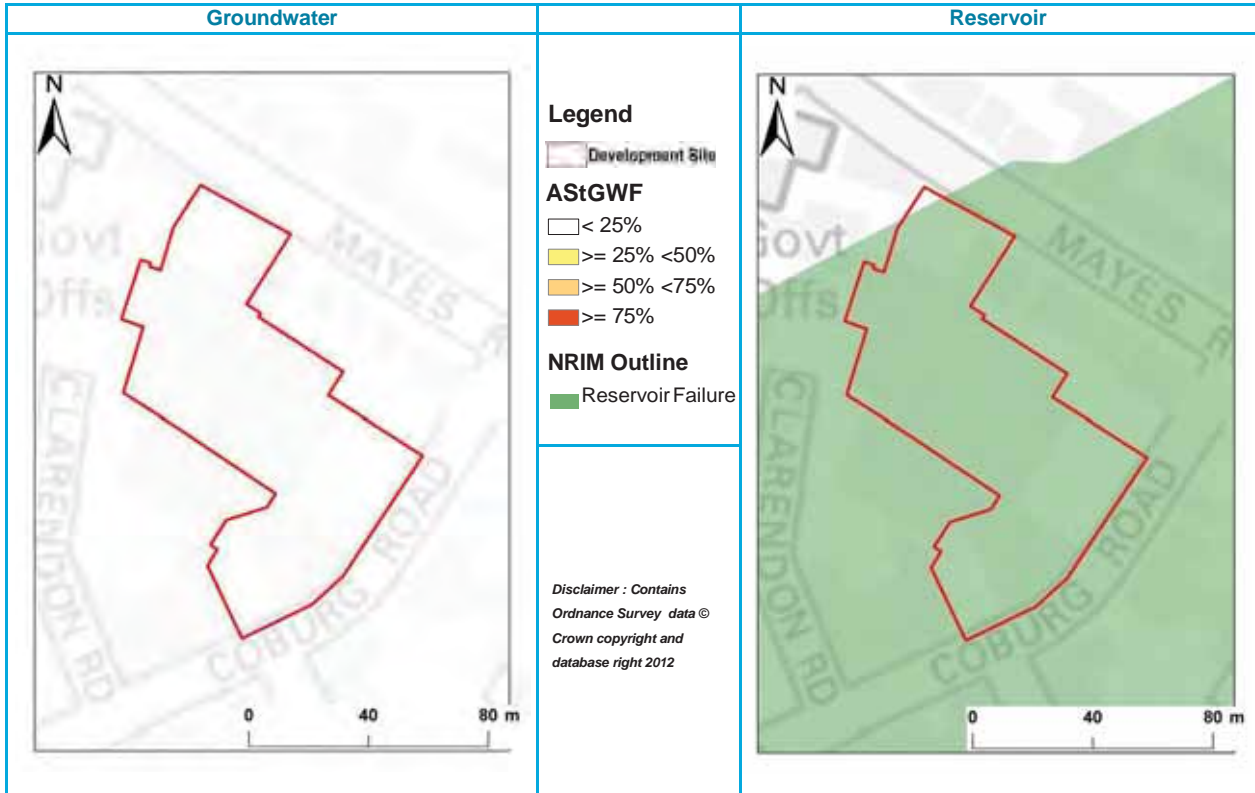 Groundwater
N
Govt
Offs
MAYES R
CLARENDON RD
COBURG ROAD
0 40 80 m
Legend
Development Site
AStGWF
< 25%
>= 25% <50%
>= 50% <75%
>= 75%
NRIM Outline
Reservoir Failure
Disclaimer : Contains
Ordnance Survey data ©
Crown copyright and
database right 2012
Reservoir
N
Govt
Offs
MAYES R
CLARENDON RD
COBURG ROAD
0 40 80 m